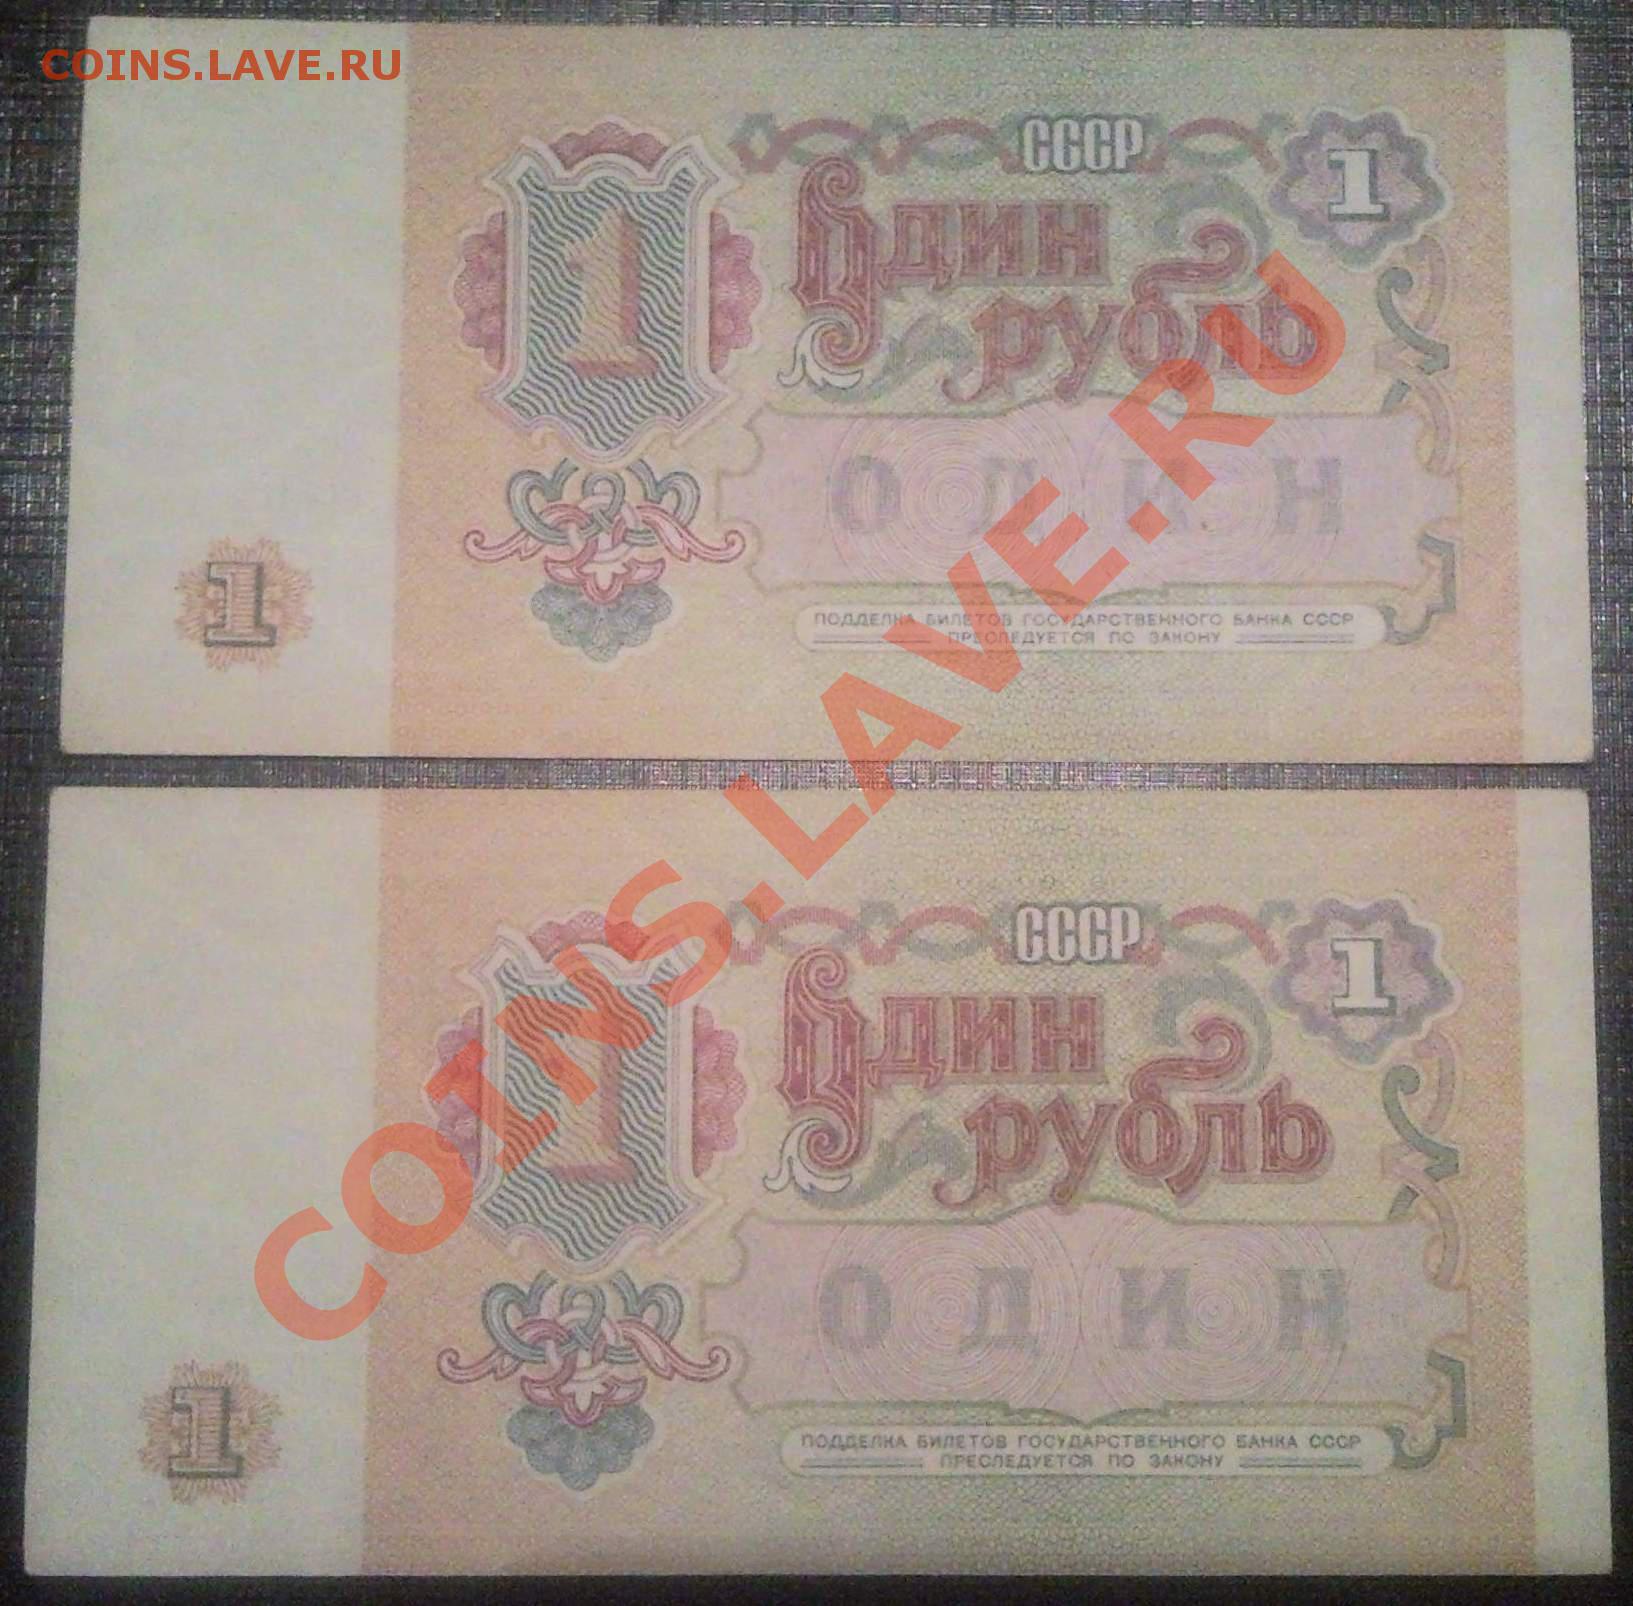 COINS.LAVE.RU
СССР
1
1
Один
рубль
ОДИН
1
ПОДДЕЛКА БИЛЕТОВ ГОСУДАРСТВЕННОГО БАНКА СССР
ПРЕСЛЕДУЕТСЯ ПО ЗАКОНУ
COINS.LAVE.RU
СССР
1
1
Один
рубль
ОДИН
1
ПОДДЕЛКА БИЛЕТОВ ГОСУДАРСТВЕННОГО БАНКА СССР
ПРЕСЛЕДУЕТСЯ ПО ЗАКОНУ